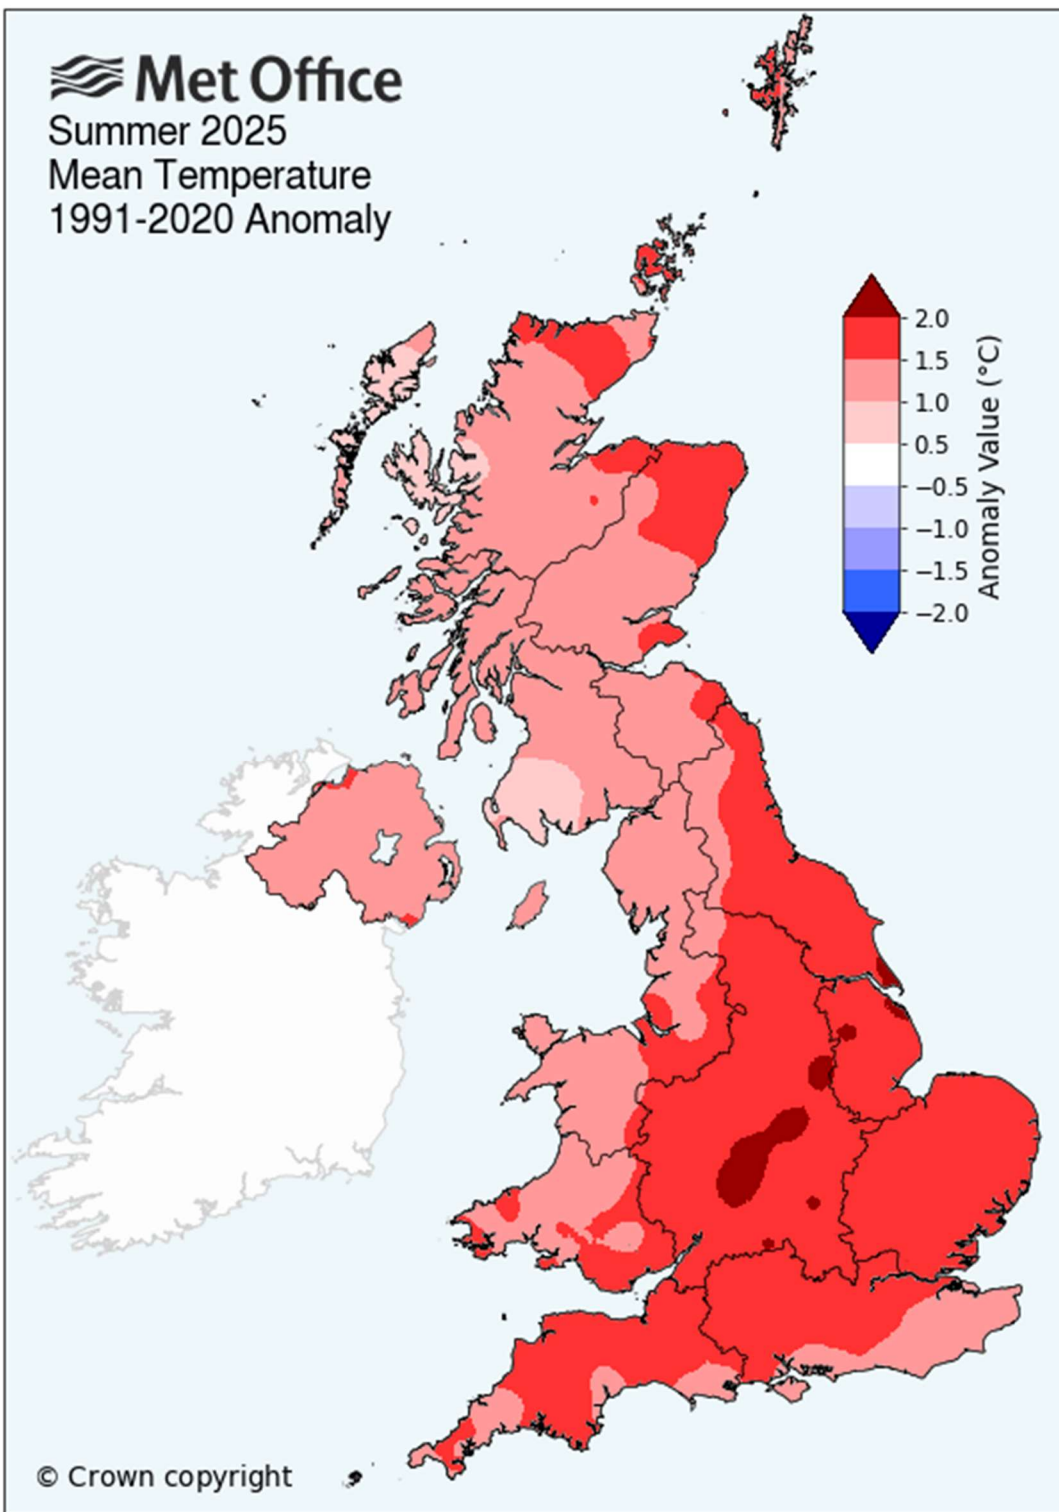 Met Office
Summer 2025
Mean Temperature
1991-2020 Anomaly
2.0
1.5
1.0
0.5
−0.5
−1.0
−1.5
−2.0
Anomaly Value (°C)
© Crown copyright